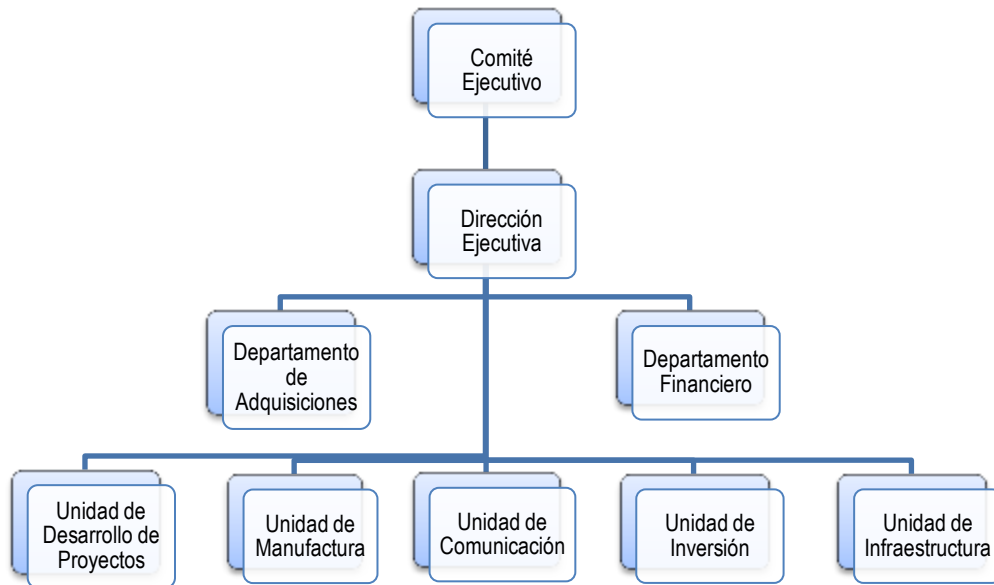 Comité
Ejecutivo
Dirección
Ejecutiva
Departamento
de
Adquisiciones
Departamento
Financiero
Unidad de
Desarrollo de
Proyectos
Unidad de
Manufactura
Unidad de
Comunicación
Unidad de
Inversión
Unidad de
Infraestructura